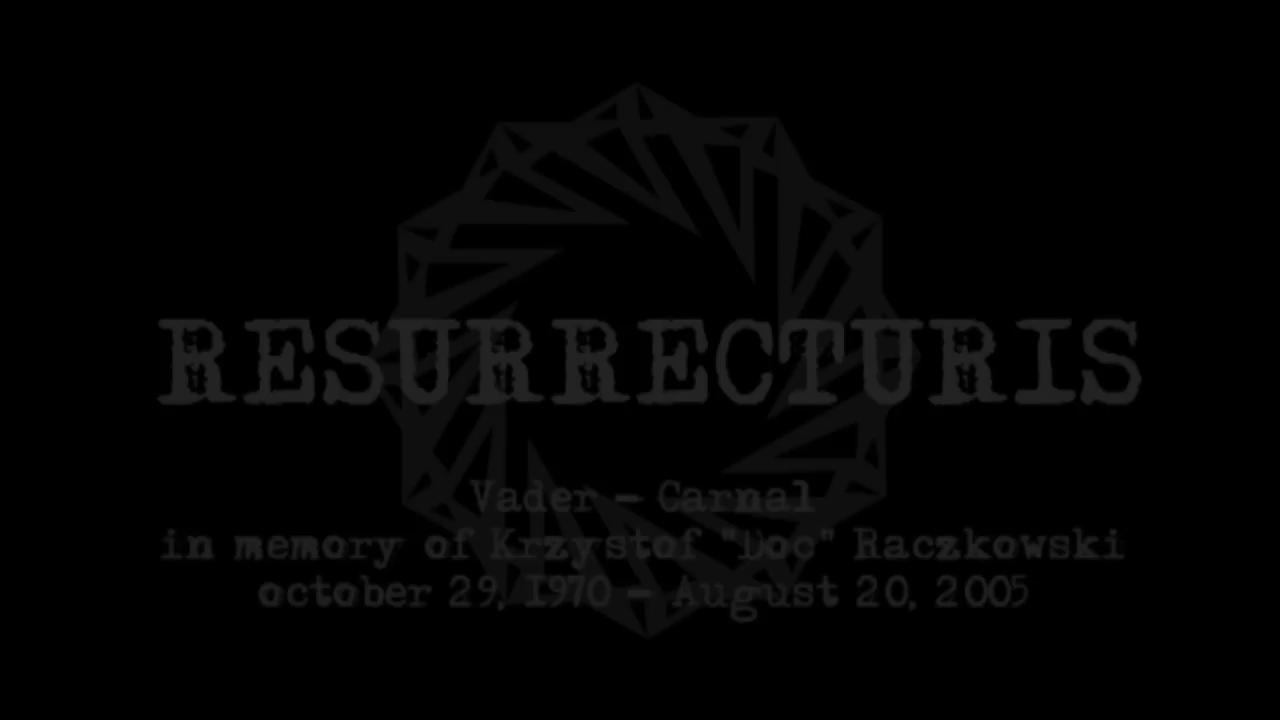 RESURRECTURIS
Vader - Carnal
in memory of Krzystof "Doc" Raczkowski
october 29, 1970 - August 20, 2005